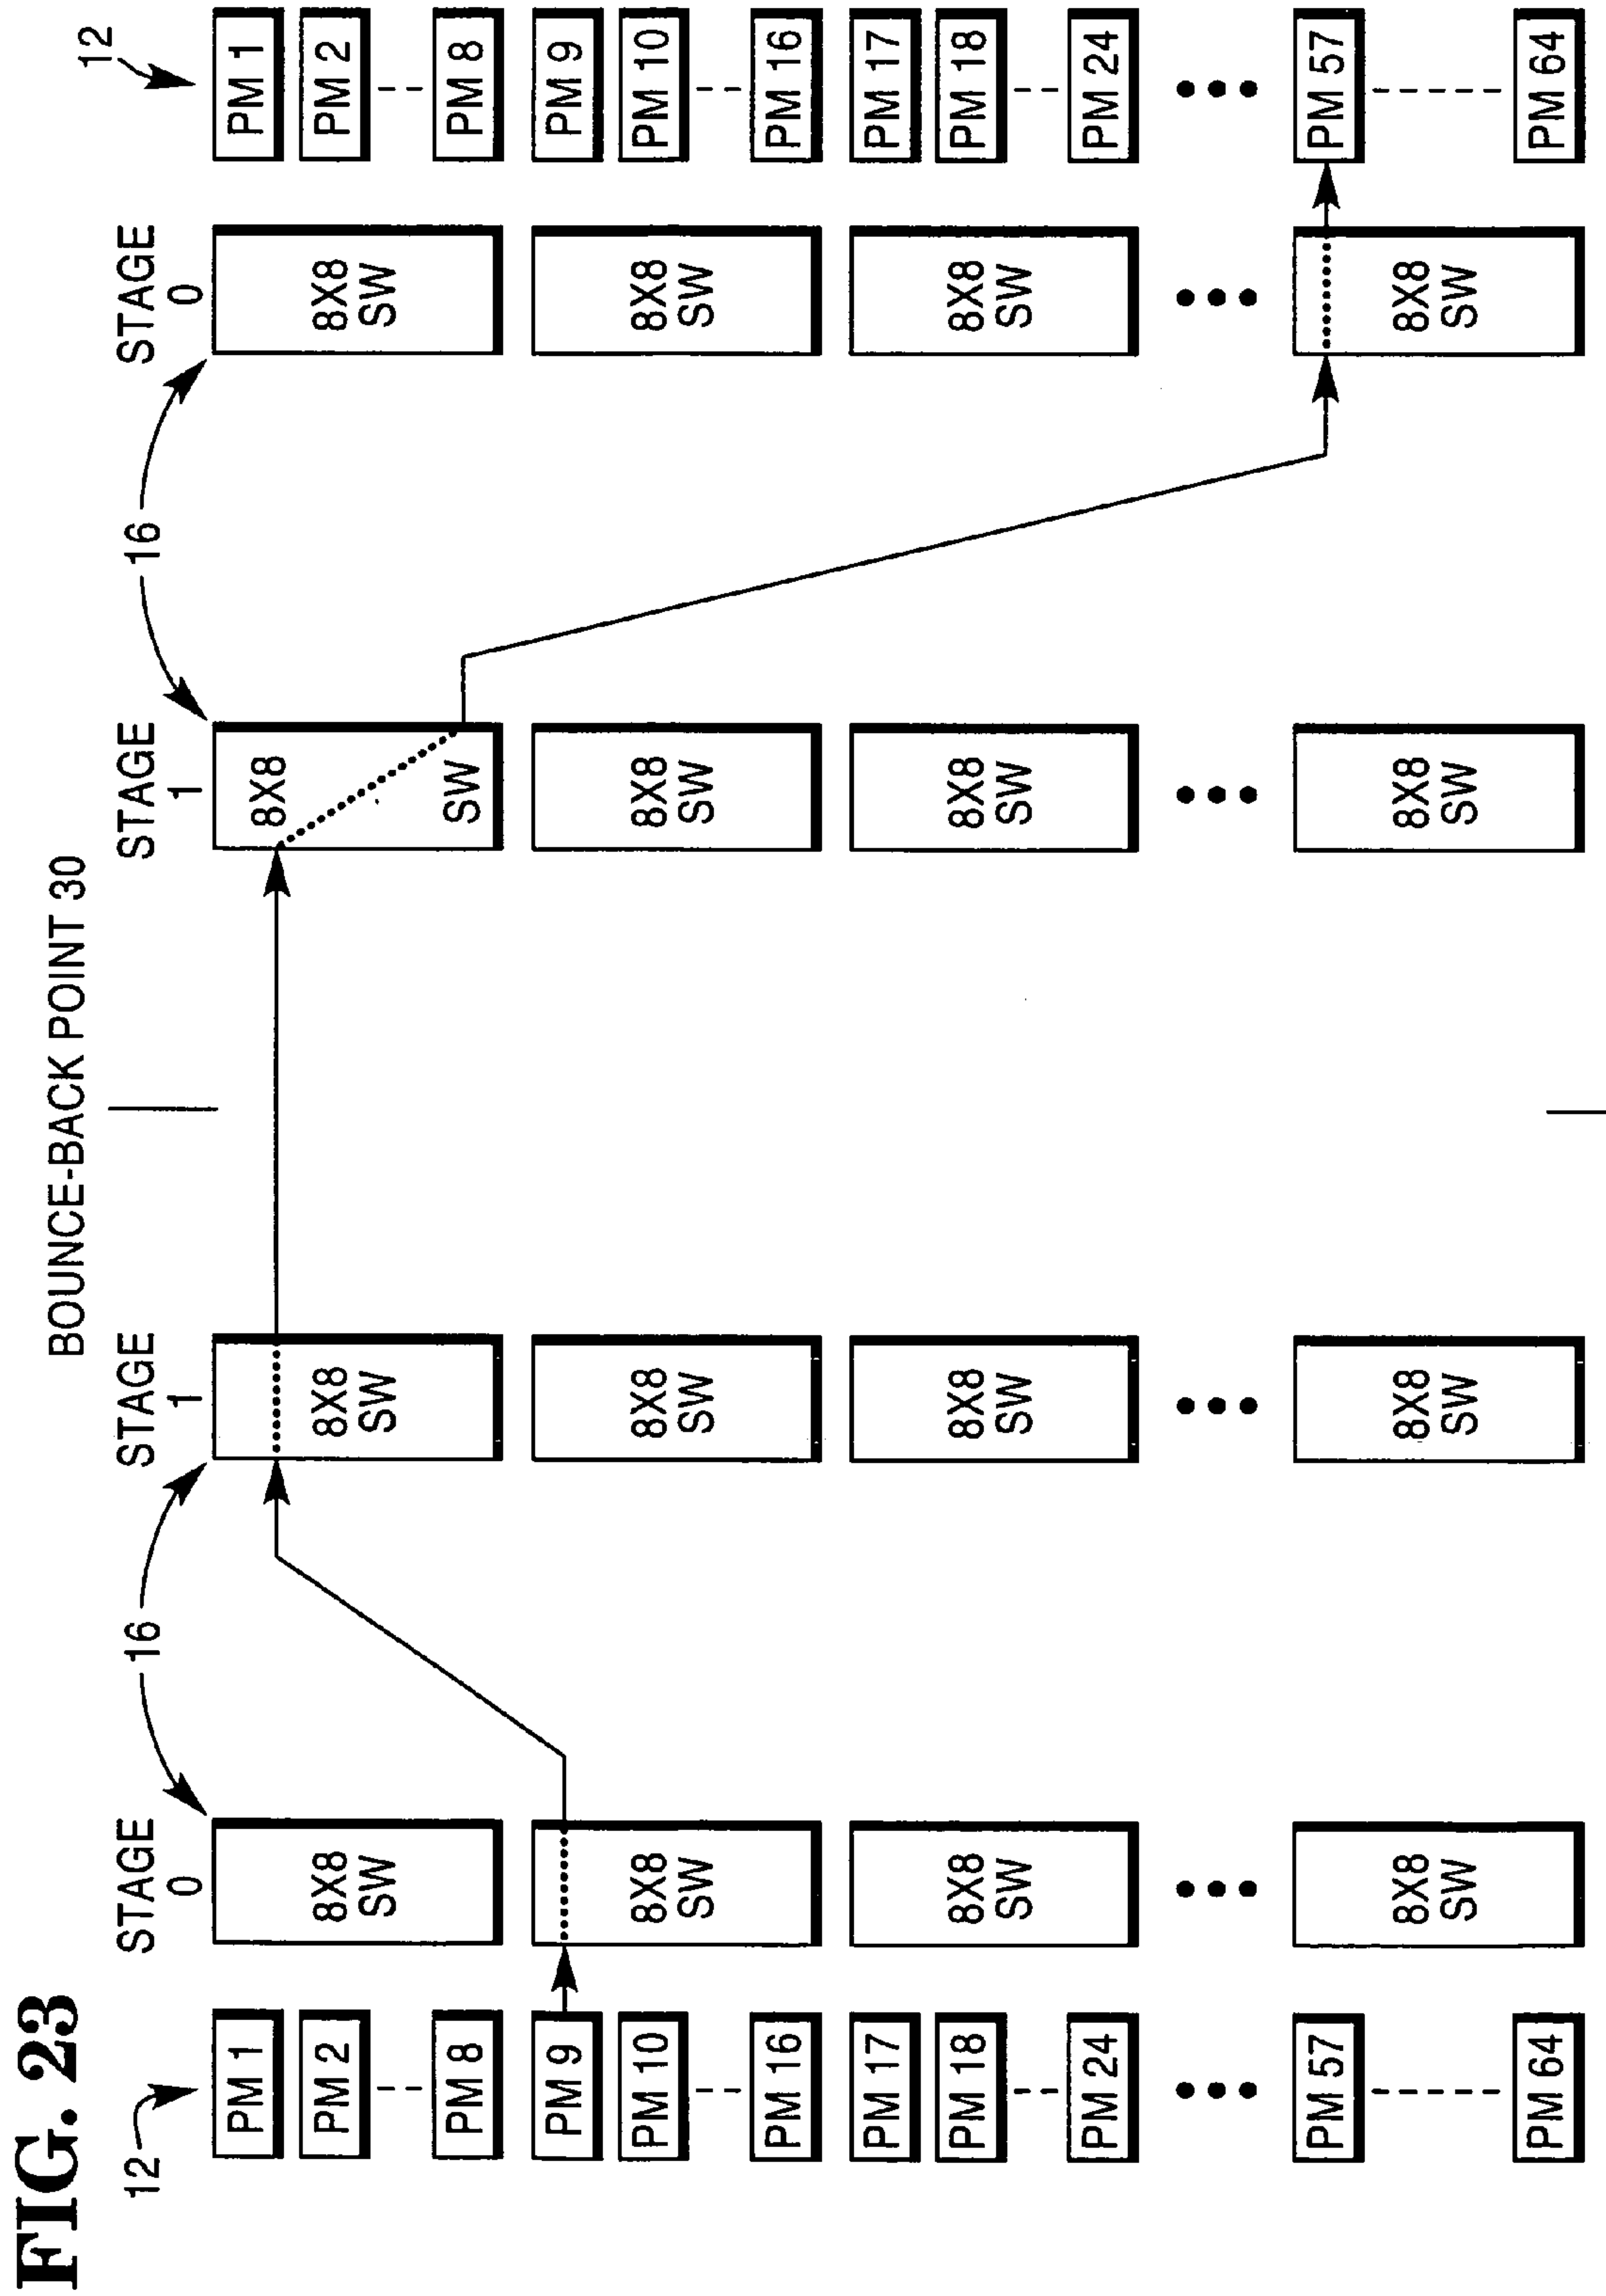 FIG. 23
BOUNCE-BACK POINT 30
12
16
16
12
STAGE
0
STAGE
1
STAGE
1
STAGE
0
PM 1
PM 2
PM 8
PM 9
PM 10
PM 16
PM 17
PM 18
PM 24
PM 57
PM 64
8X8
SW
8X8
SW
8X8
SW
8X8
SW
8X8
SW
8X8
SW
8X8
SW
8X8
SW
8X8
SW
8X8
SW
8X8
SW
8X8
SW
8X8
SW
8X8
SW
8X8
SW
8X8
SW
PM 1
PM 2
PM 8
PM 9
PM 10
PM 16
PM 17
PM 18
PM 24
PM 57
PM 64